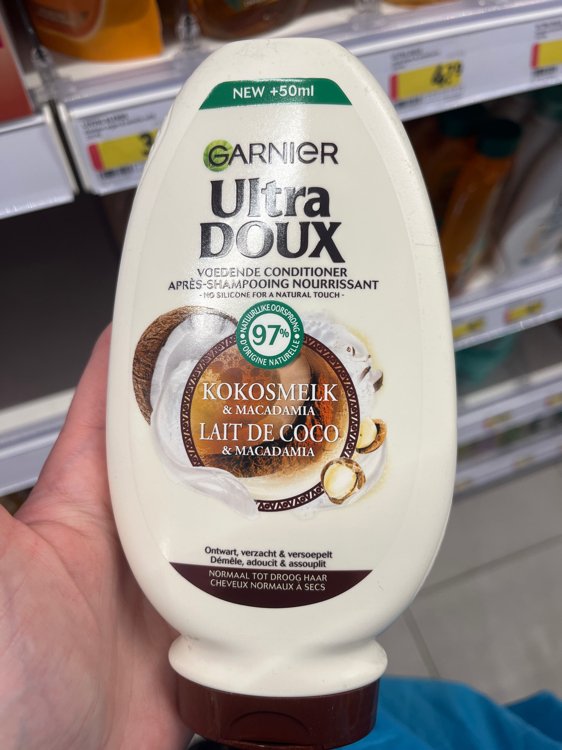 NEW +50ml
GARNIER
Ultra
DOUX
VOEDENDE CONDITIONER
APRÈS-SHAMPOOING NOURRISSANT
- NO SILICONE FOR A NATURAL TOUCH -
NATUURLIJKE OORSPRONG
97%
D'ORIGINE NATURELLE
KOKOSMELK
& MACADAMIA
LAIT DE COCO
& MACADAMIA
Ontwart, verzacht & versoepelt
Démêle, adoucit & assouplit
NORMAAL TOT DROOG HAAR
CHEVEUX NORMAUX A SECS